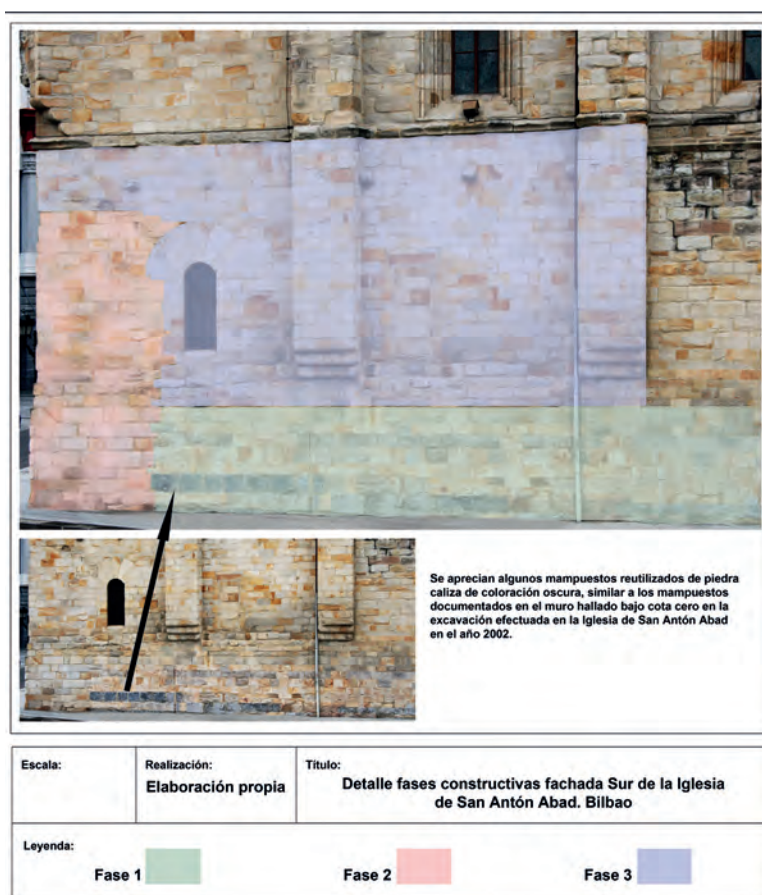 Se aprecian algunos mampuestos reutilizados de piedra
caliza de coloración oscura, similar a los mampuestos
documentados en el muro hallado bajo cota cero en la
excavación efectuada en la Iglesia de San Antón Abad
en el año 2002.
Escala:
Realización:
Elaboración propia
Título:
Detalle fases constructivas fachada Sur de la Iglesia
de San Antón Abad. Bilbao
Leyenda:
Fase 1
Fase 2
Fase 3